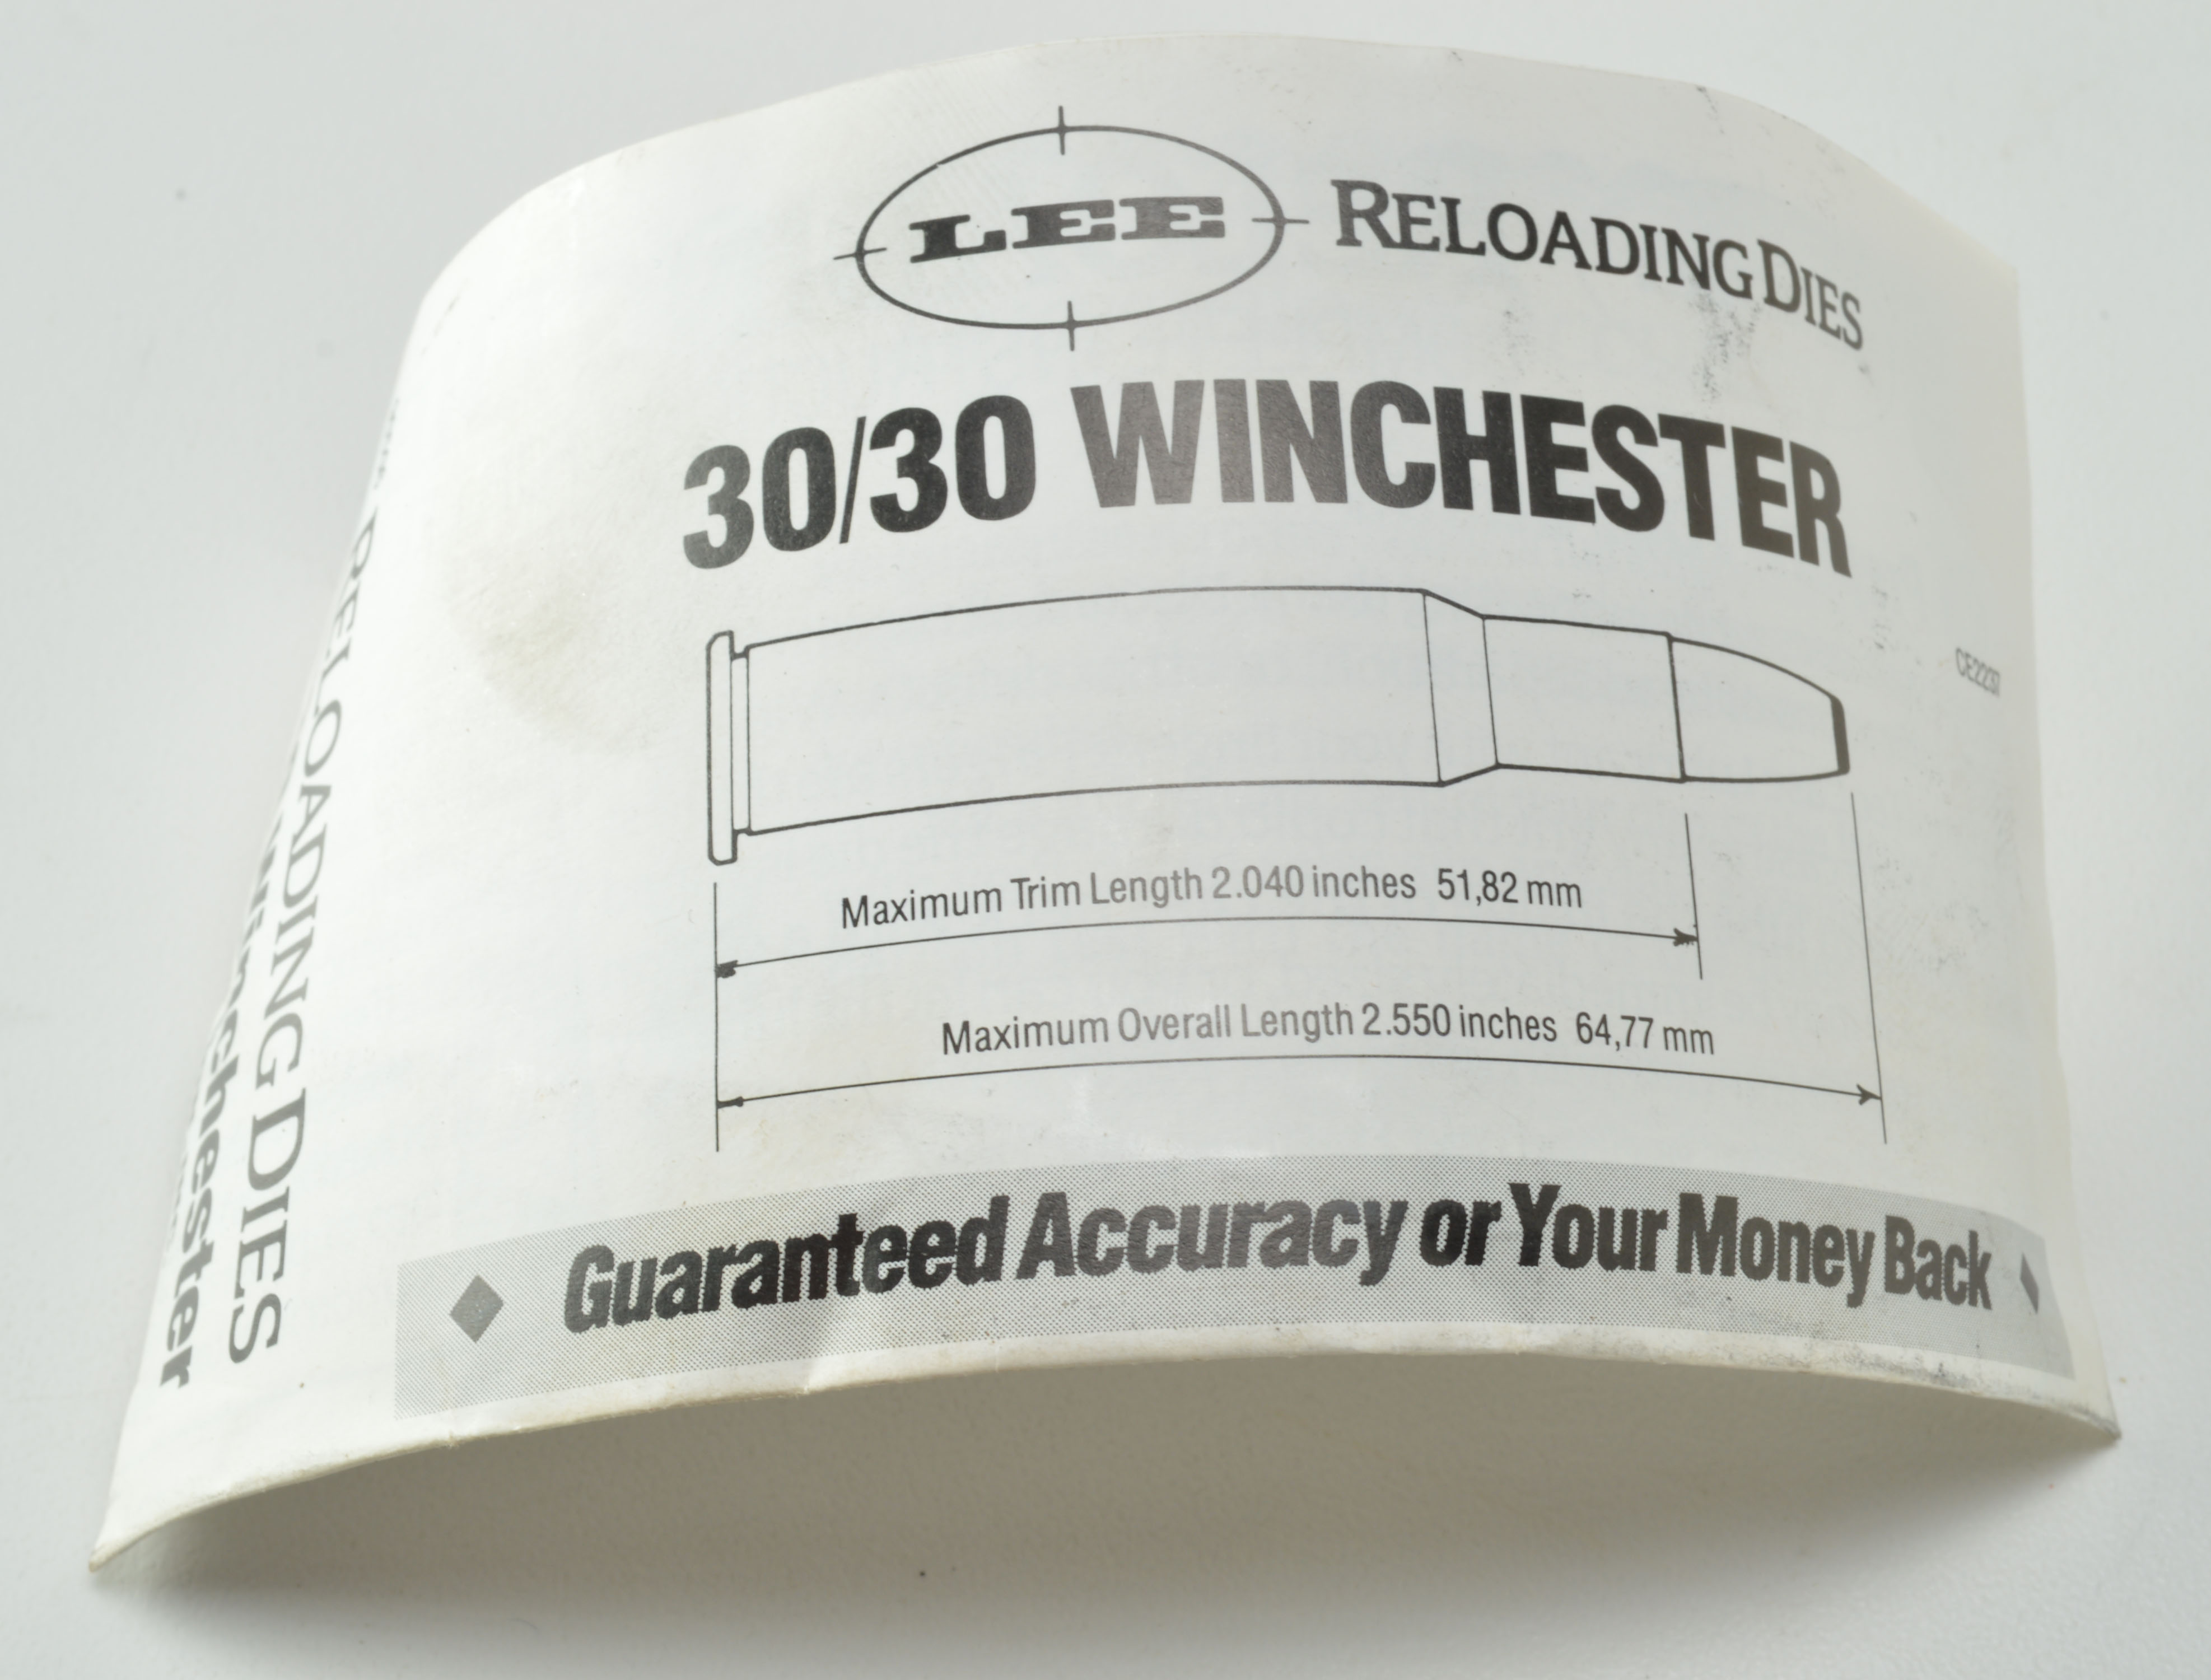 LEE RELOADING DIES
30/30 WINCHESTER
CE2237
Maximum Trim Length 2.040 inches 51,82 mm
Maximum Overall Length 2.550 inches 64,77 mm
Guaranteed Accuracy or Your Money Back
RELOADING DIES
Winchester